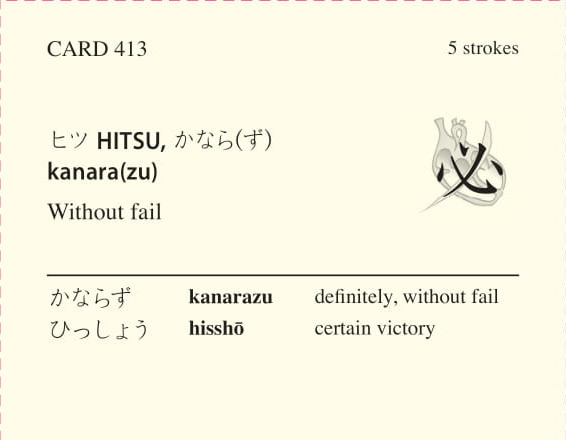 CARD 413 5 strokes
ヒツ HITSU, かなら(ず)
kanara(zu)
必
Without fail
かならず kanarazu definitely, without fail
ひっしょう hisshō certain victory